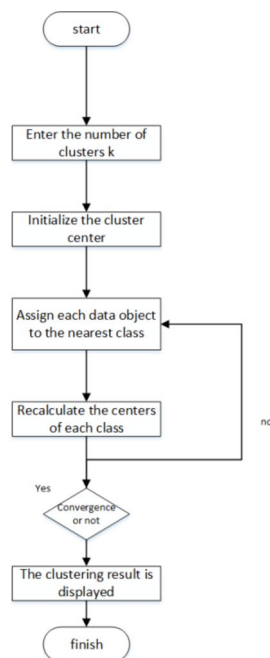 start
Enter the number of
clusters k
Initialize the cluster
center
Assign each data object
to the nearest class
Recalculate the centers
of each class
no
Yes
Convergence
or not
The clustering result is
displayed
finish